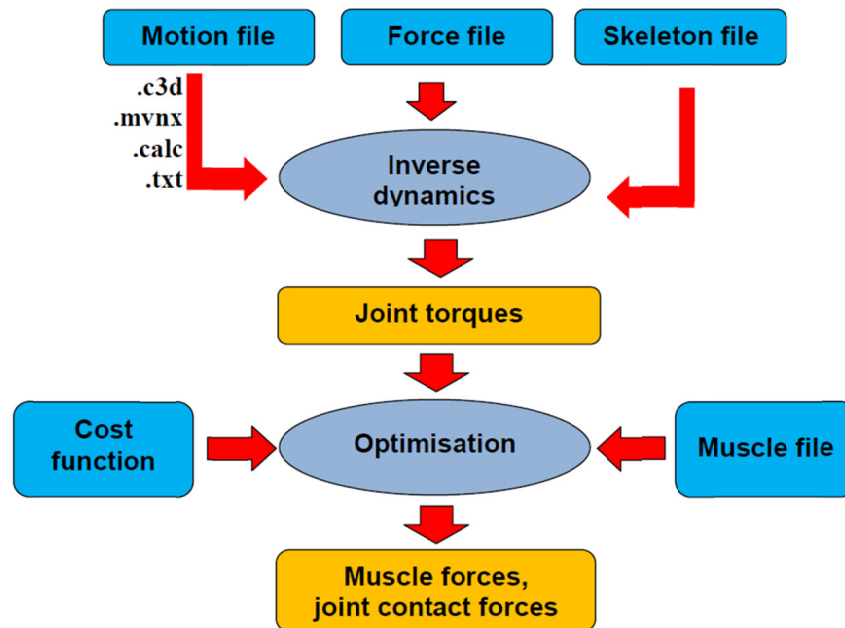 Motion file
Force file
Skeleton file
.c3d
.mvnx
.calc
.txt
Inverse
dynamics
Joint torques
Cost
function
Optimisation
Muscle file
Muscle forces,
joint contact forces